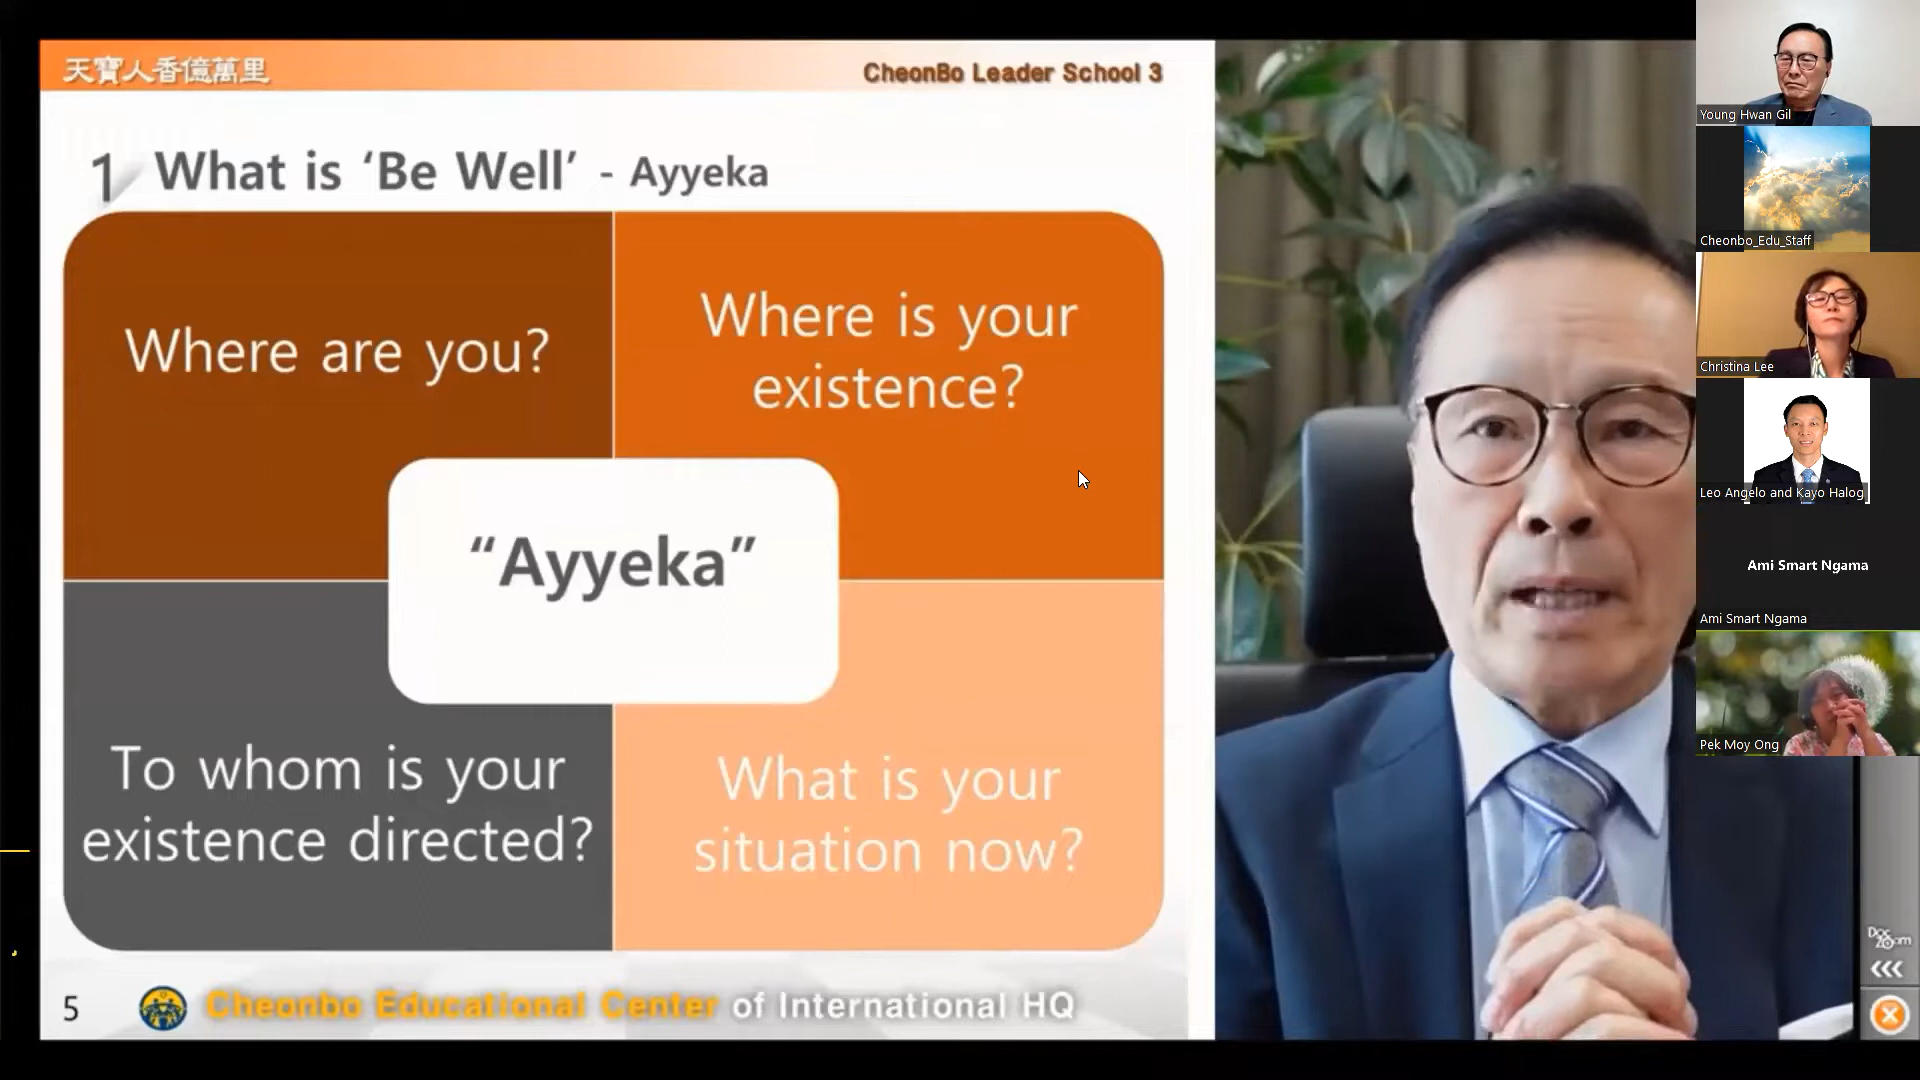 天寶人香億萬里
CheonBo Leader School 3
1 What is ‘Be Well’ - Ayyeka
Where are you?
Where is your
existence?
“Ayyeka”
To whom is your
existence directed?
What is your
situation now?
5
Cheonbo Educational Center of International HQ
Young Hwan Gil
Cheonbo_Edu_Staff
Christina Lee
Leo Angelo and Kayo Halog
Ami Smart Ngama
Ami Smart Ngama
Pek Moy Ong
Doc
Zoom